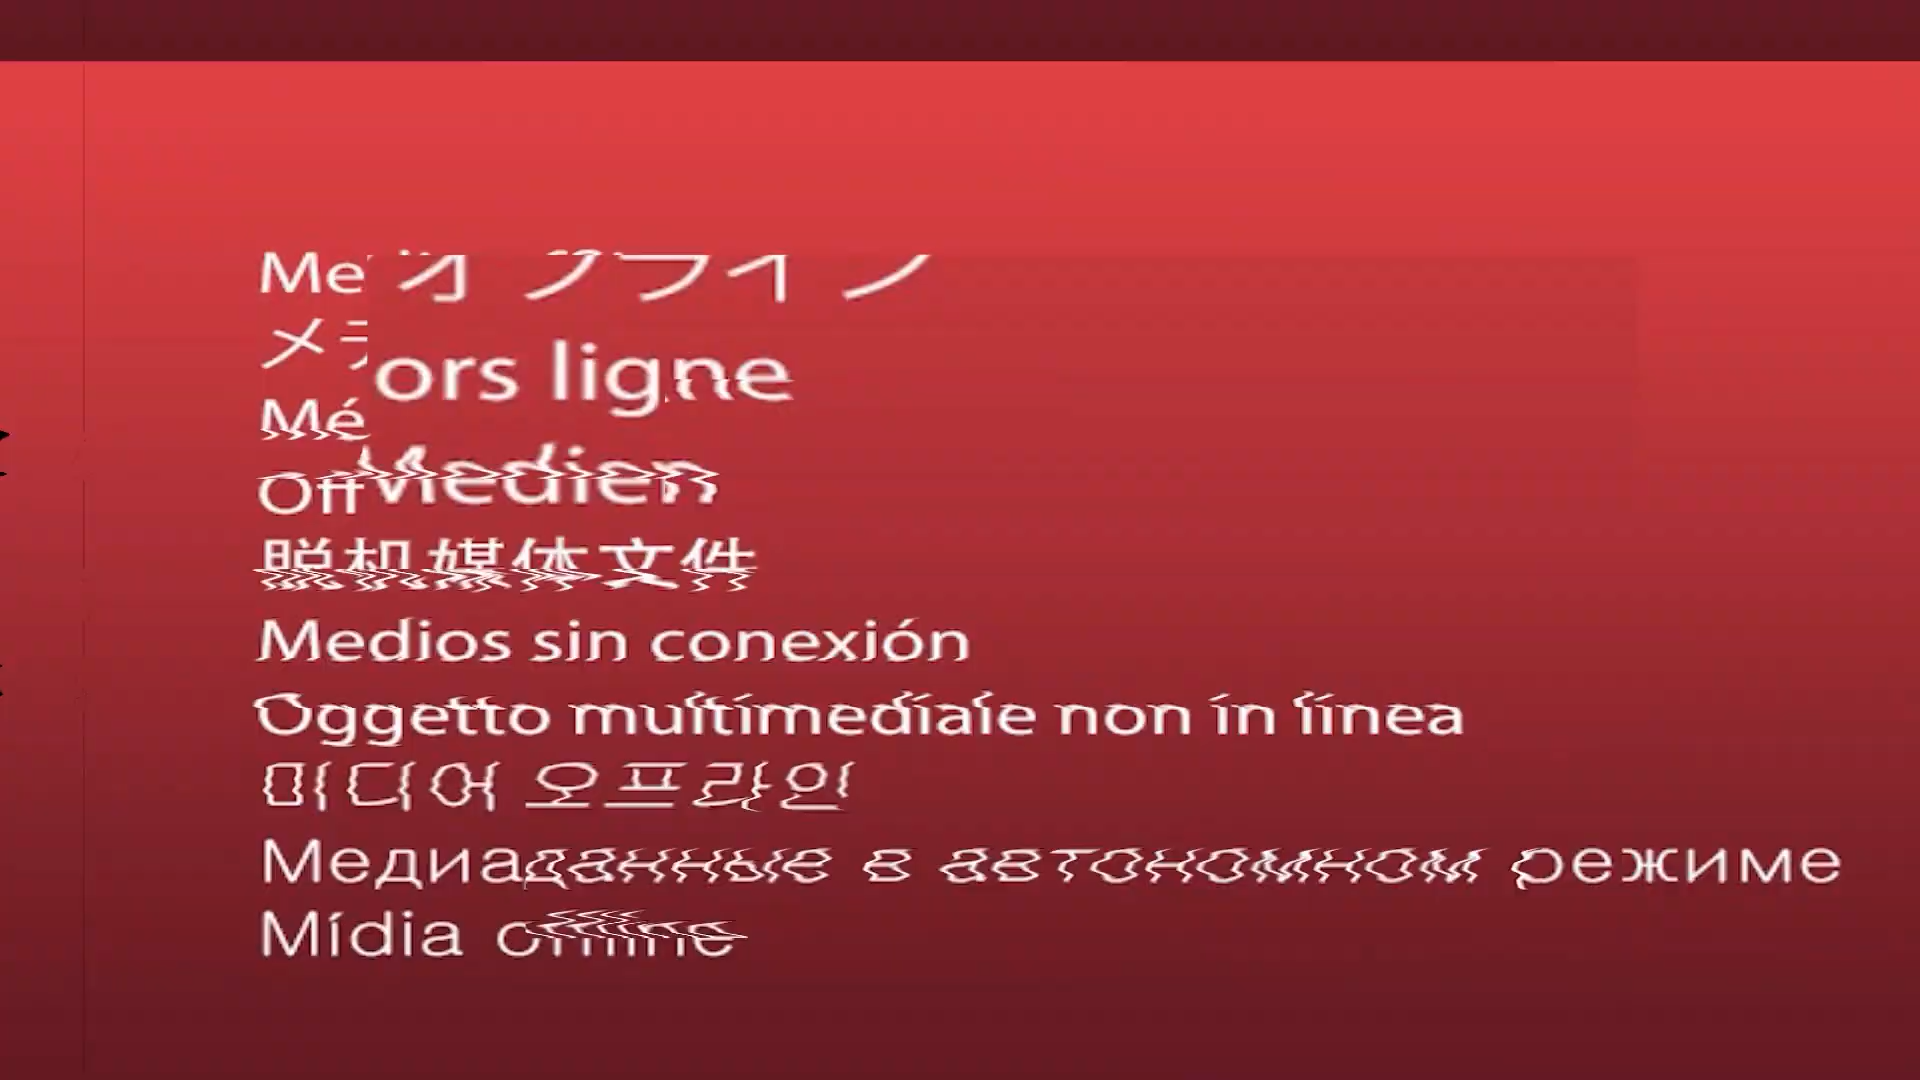 Me オフライン
メデ
ors ligne
Mé
Off Medien
脱机媒体文件
Medios sin conexión
Oggetto multimediale non in linea
미디어 오프라인
Медиаданные в автономном режиме
Mídia offline